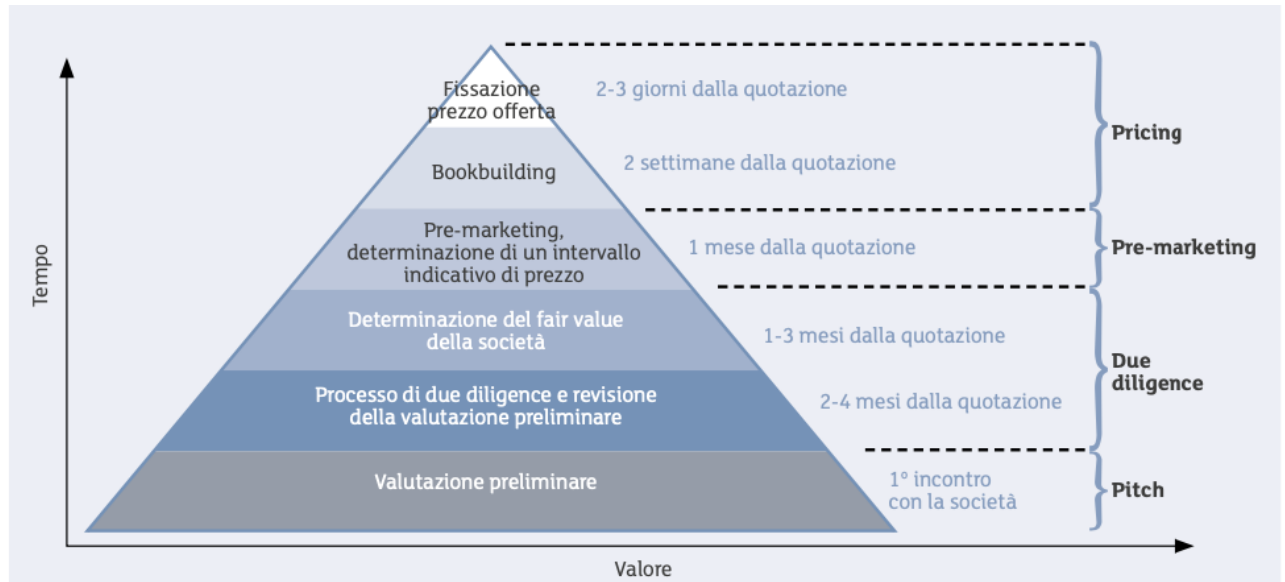 Fissazione
prezzo offerta
2-3 giorni dalla quotazione
Pricing
Bookbuilding
2 settimane dalla quotazione
Pre-marketing,
determinazione di un intervallo
indicativo di prezzo
1 mese dalla quotazione
Pre-marketing
Determinazione del fair value
della società
1-3 mesi dalla quotazione
Due
diligence
Processo di due diligence e revisione
della valutazione preliminare
2-4 mesi dalla quotazione
Valutazione preliminare
1° incontro
con la società
Pitch
Tempo
Valore